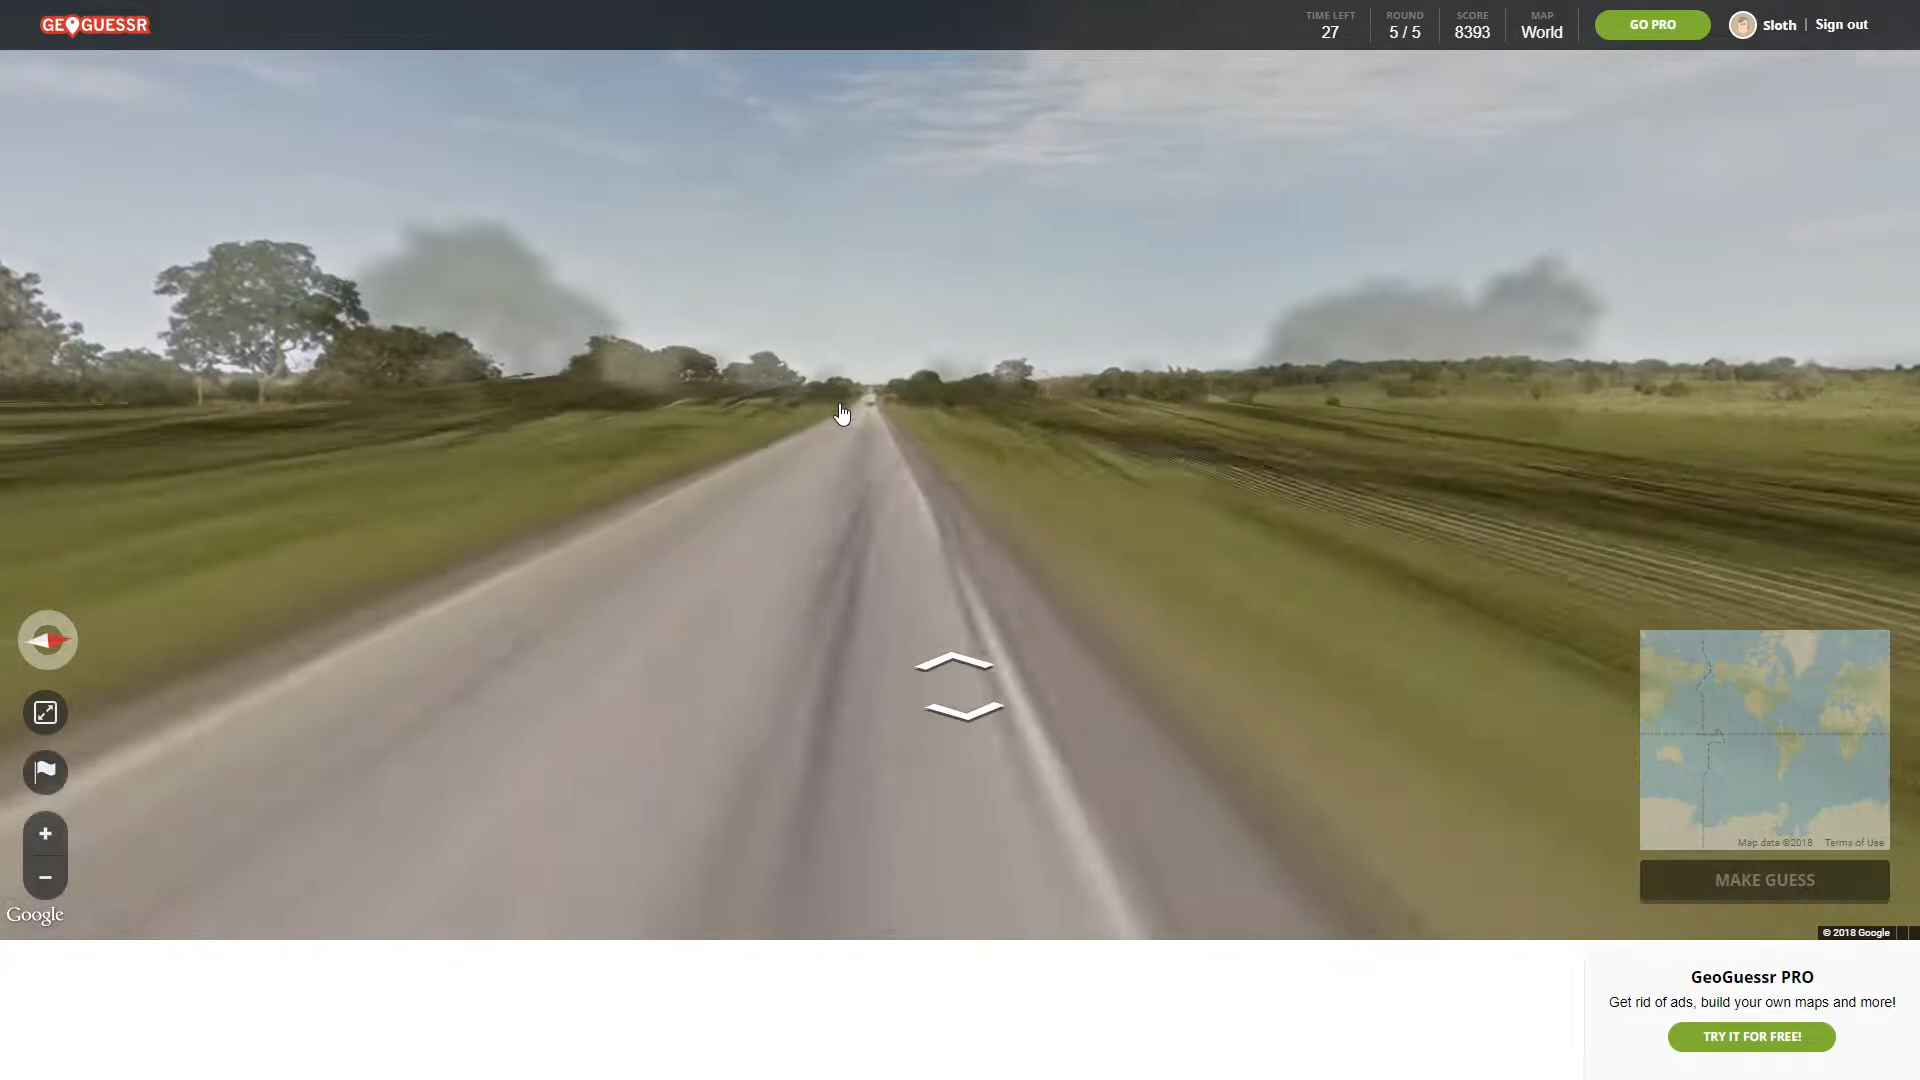 GEOGUESSR
TIME LEFT
27
ROUND
5 / 5
SCORE
8393
MAP
World
GO PRO
Sloth
Sign out
+
−
Google
Map data ©2018
Terms of Use
MAKE GUESS
© 2018 Google
GeoGuessr PRO
Get rid of ads, build your own maps and more!
TRY IT FOR FREE!